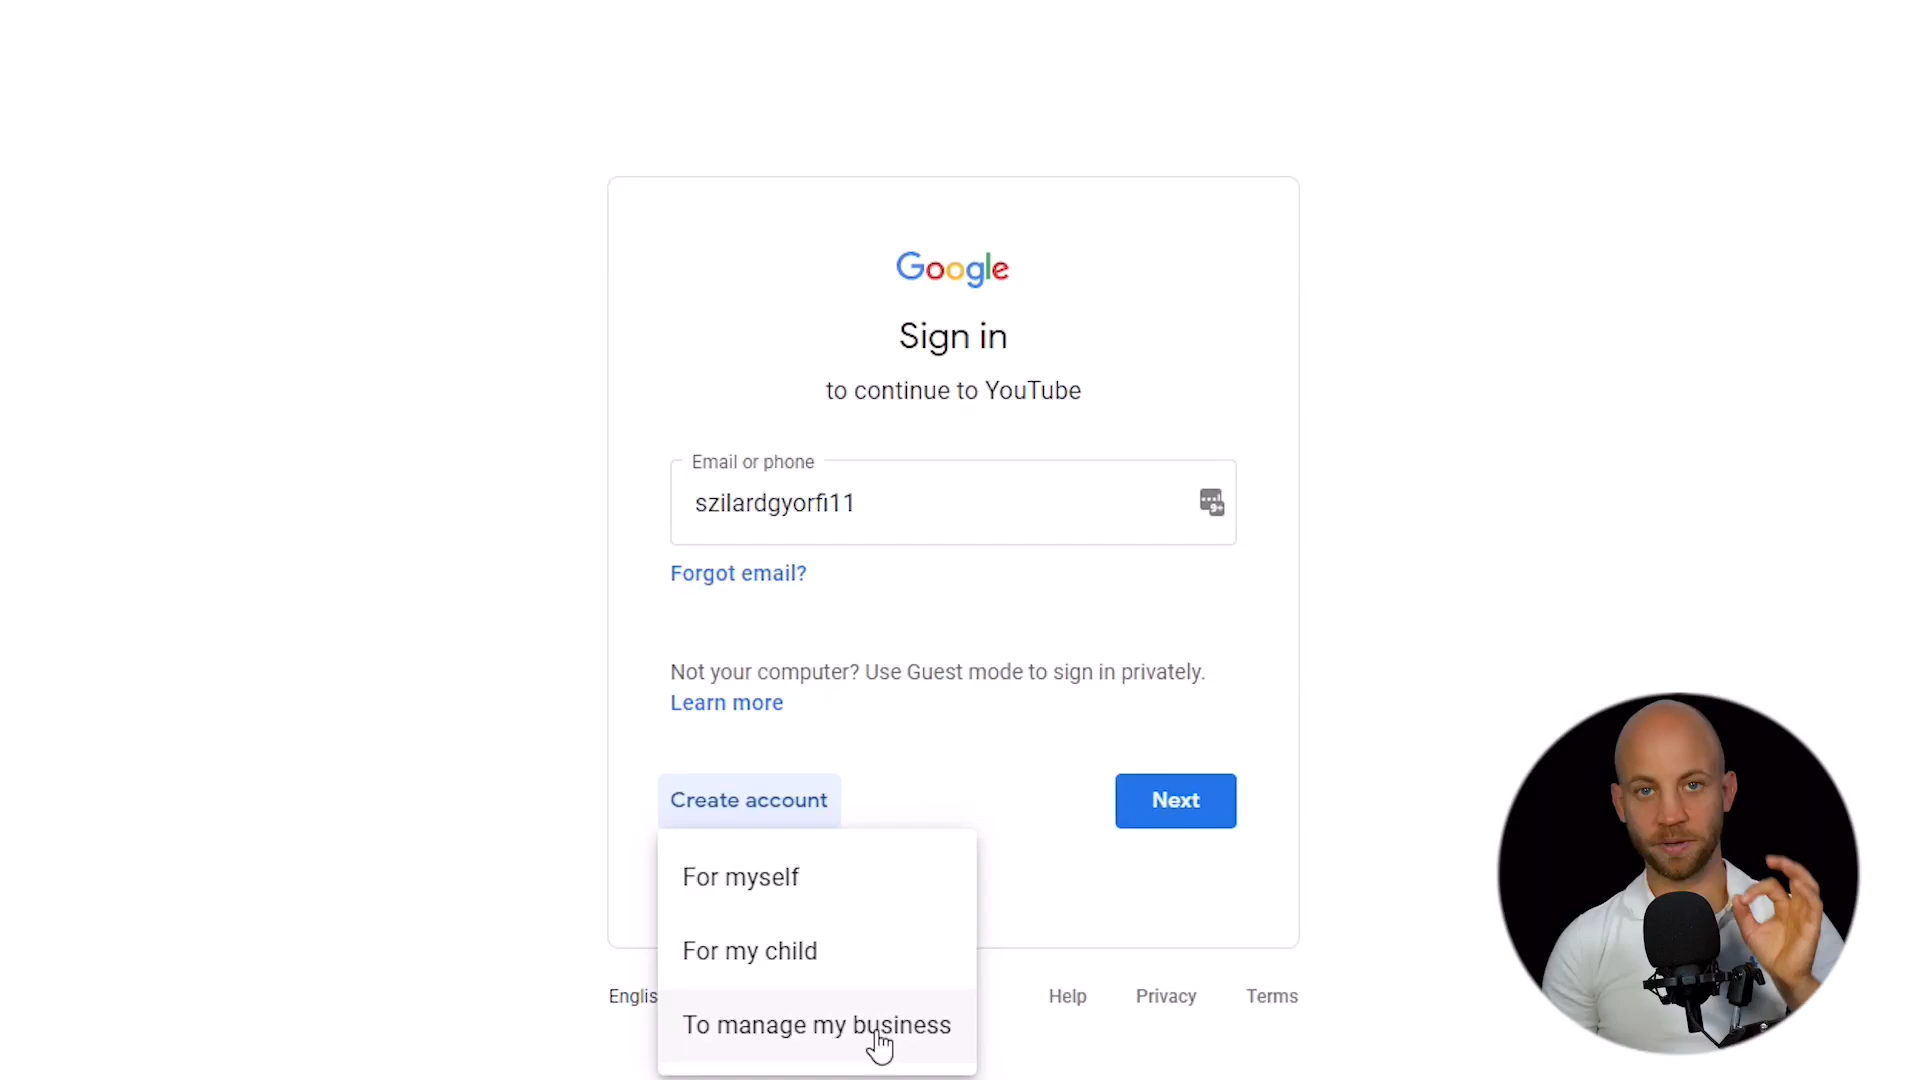 Google
Sign in
to continue to YouTube
Email or phone
szilardgyorfi11
9+
Forgot email?
Not your computer? Use Guest mode to sign in privately.
Learn more
Create account
Next
For myself
For my child
To manage my business
Englis
Help
Privacy
Terms